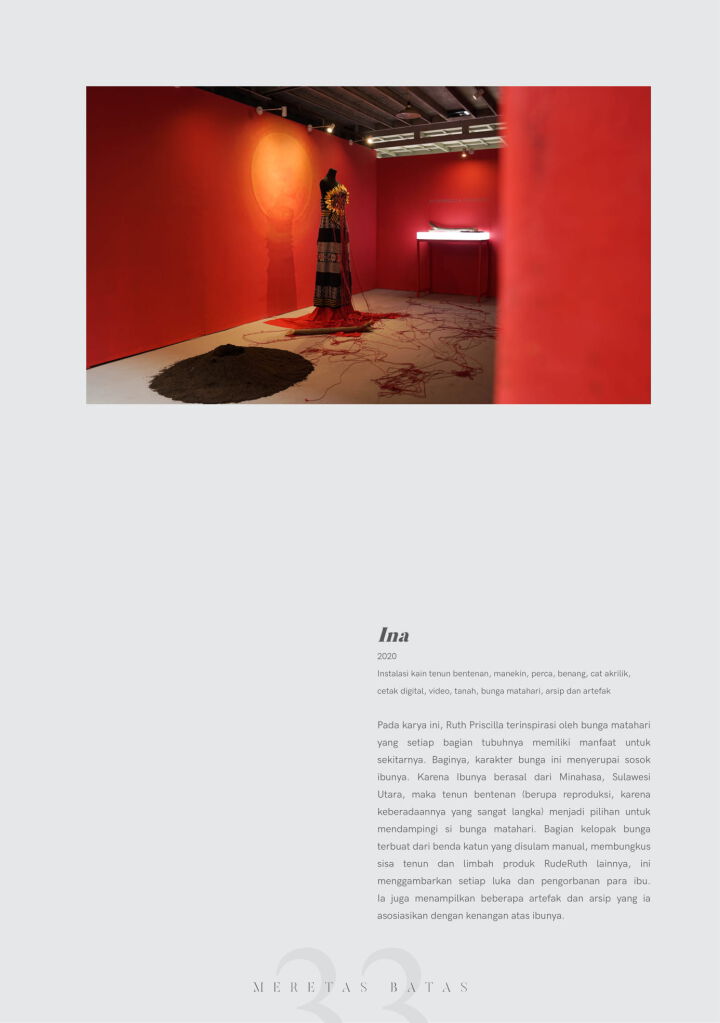 Ina
2020
Instalasi kain tenun bentenan, manekin, perca, benang, cat akrilik,
cetak digital, video, tanah, bunga matahari, arsip dan artefak
Pada karya ini, Ruth Priscilla terinspirasi oleh bunga matahari
yang setiap bagian tubuhnya memiliki manfaat untuk
sekitarnya. Baginya, karakter bunga ini menyerupai sosok
ibunya. Karena Ibunya berasal dari Minahasa, Sulawesi
Utara, maka tenun bentenan (berupa reproduksi, karena
keberadaannya yang sangat langka) menjadi pilihan untuk
mendampingi si bunga matahari. Bagian kelopak bunga
terbuat dari benda katun yang disulam manual, membungkus
sisa tenun dan limbah produk RudeRuth lainnya, ini
menggambarkan setiap luka dan pengorbanan para ibu.
Ia juga menampilkan beberapa artefak dan arsip yang ia
asosiasikan dengan kenangan atas ibunya.
33
MERETAS BATAS